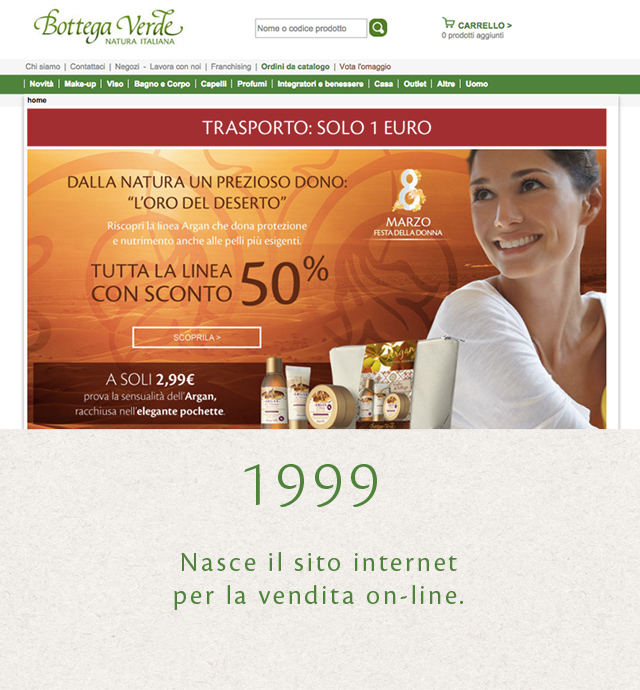 Bottega Verde
NATURA ITALIANA
Nome o codice prodotto
CARRELLO >
0 prodotti aggiunti
Chi siamo | Contattaci | Negozi - Lavora con noi | Franchising | Ordini da catalogo | Vota l'omaggio
| Novità | Make-up | Viso | Bagno e Corpo | Capelli | Profumi | Integratori e benessere | Casa | Outlet | Altre | Uomo
home
TRASPORTO: SOLO 1 EURO
DALLA NATURA UN PREZIOSO DONO:
“L'ORO DEL DESERTO”
Riscopri la linea Argan che dona protezione
e nutrimento anche alle pelli più esigenti.
8
MARZO
FESTA DELLA DONNA
TUTTA LA LINEA
CON SCONTO 50%
SCOPRILA >
A SOLI 2,99€
prova la sensualità dell'Argan,
racchiusa nell'elegante pochette.
1999
Nasce il sito internet
per la vendita on-line.